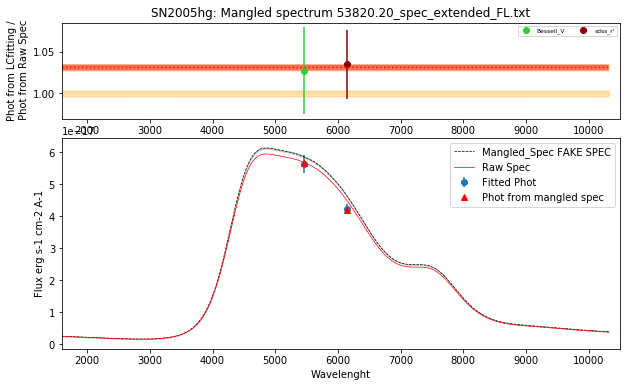 SN2005hg: Mangled spectrum 53820.20_spec_extended_FL.txt
Phot from LCfitting /
Phot from Raw Spec
1.05
1.00
Bessell_V
sdss_r'
2000 3000 4000 5000 6000 7000 8000 9000 10000
1e−17
Flux erg s-1 cm-2 A-1
6
5
4
3
2
1
0
Mangled_Spec FAKE SPEC
Raw Spec
Fitted Phot
Phot from mangled spec
2000 3000 4000 5000 6000 7000 8000 9000 10000
Wavelenght